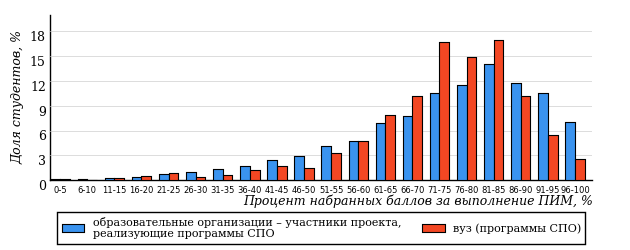 Доля студентов, %
18
15
12
9
6
3
0
0-5 6-10 11-15 16-20 21-25 26-30 31-35 36-40 41-45 46-50 51-55 56-60 61-65 66-70 71-75 76-80 81-85 86-90 91-95 96-100
Процент набранных баллов за выполнение ПИМ, %
образовательные организации – участники проекта,
реализующие программы СПО
вуз (программы СПО)